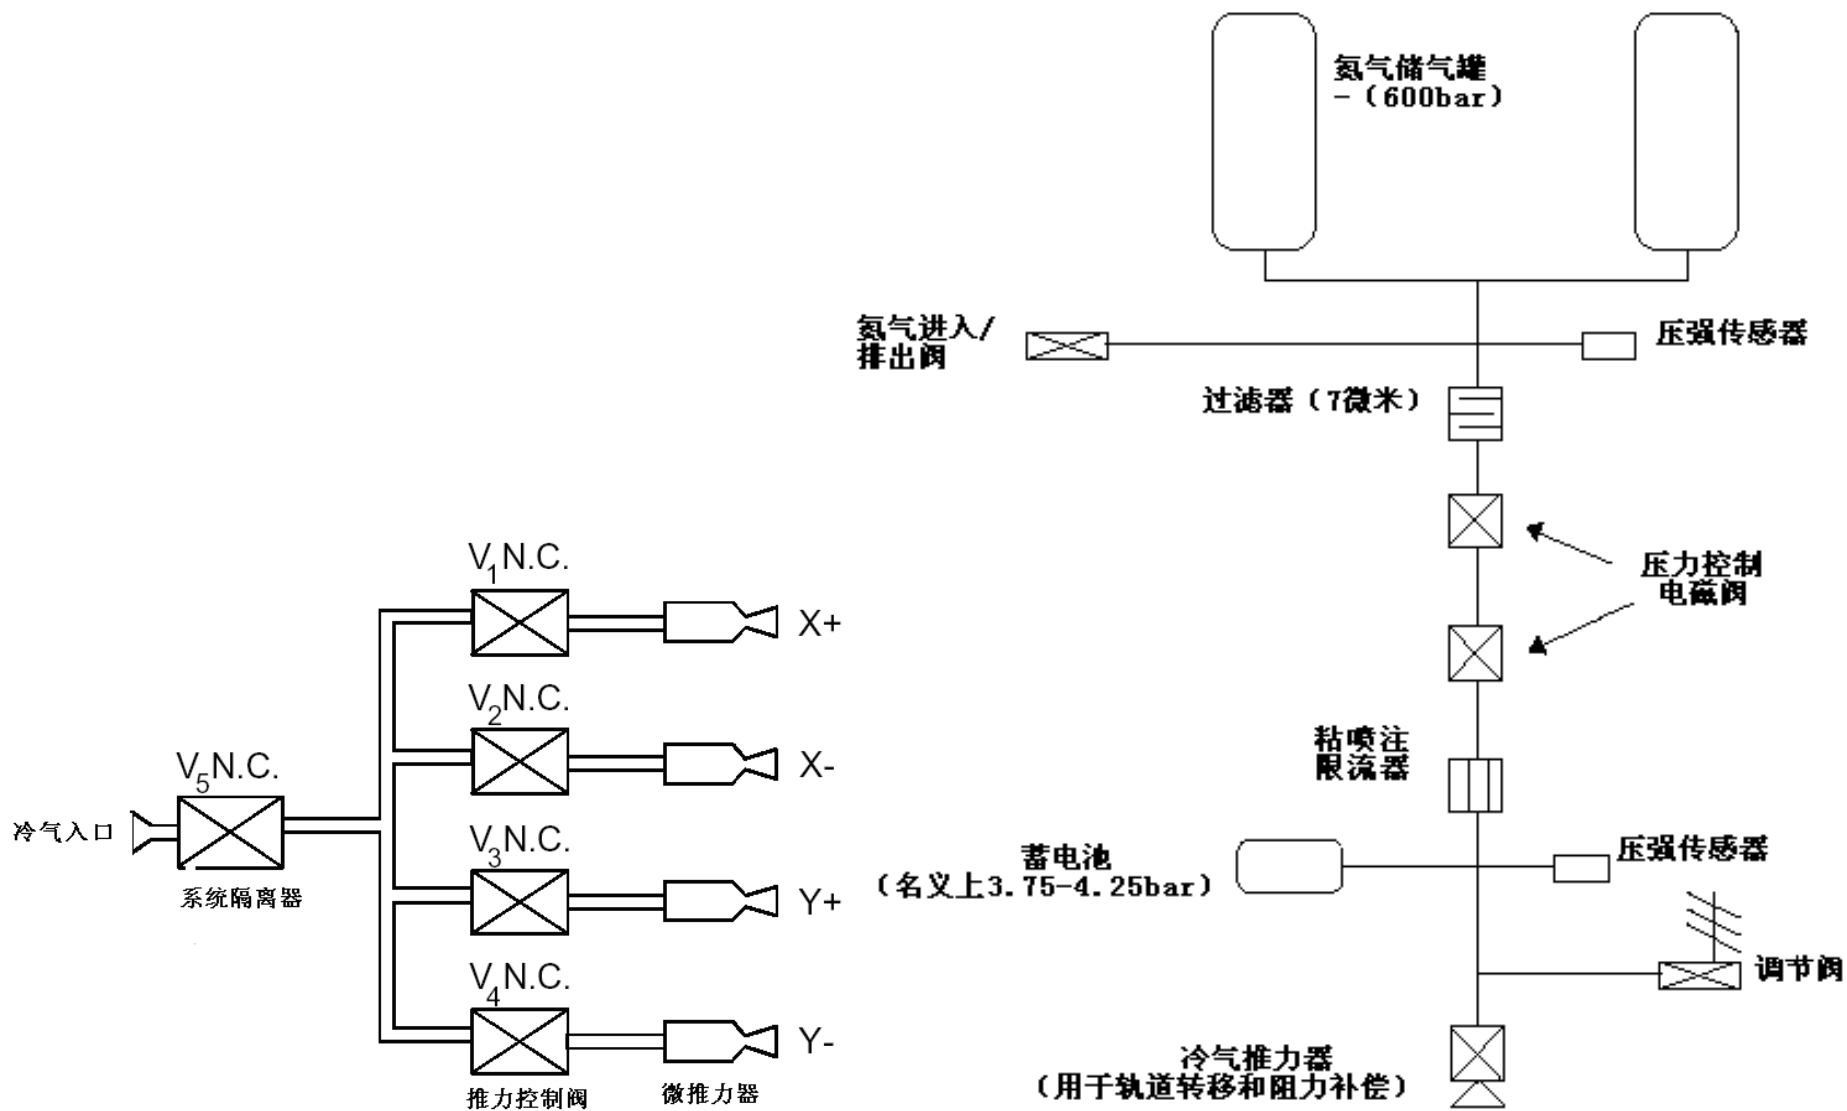 氮气储气罐
-（600bar）
氮气进入/
排出阀
压强传感器
过滤器（7微米）
压力控制
电磁阀
粘喷注
限流器
蓄电池
（名义上3.75-4.25bar）
压强传感器
调节阀
冷气推力器
（用于轨道转移和阻力补偿）
V1N.C.
X+
V2N.C.
X-
V5N.C.
冷气入口
系统隔离器
V3N.C.
Y+
V4N.C.
Y-
推力控制阀
微推力器